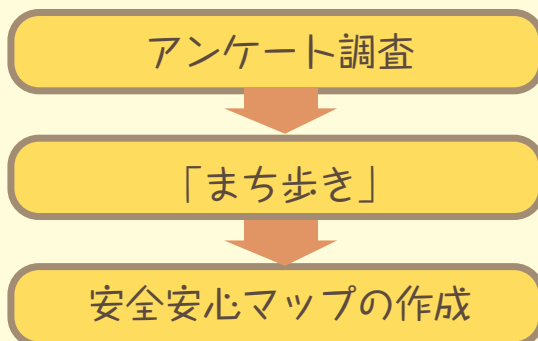 アンケート調査
「まち歩き」
安全安心マップの作成